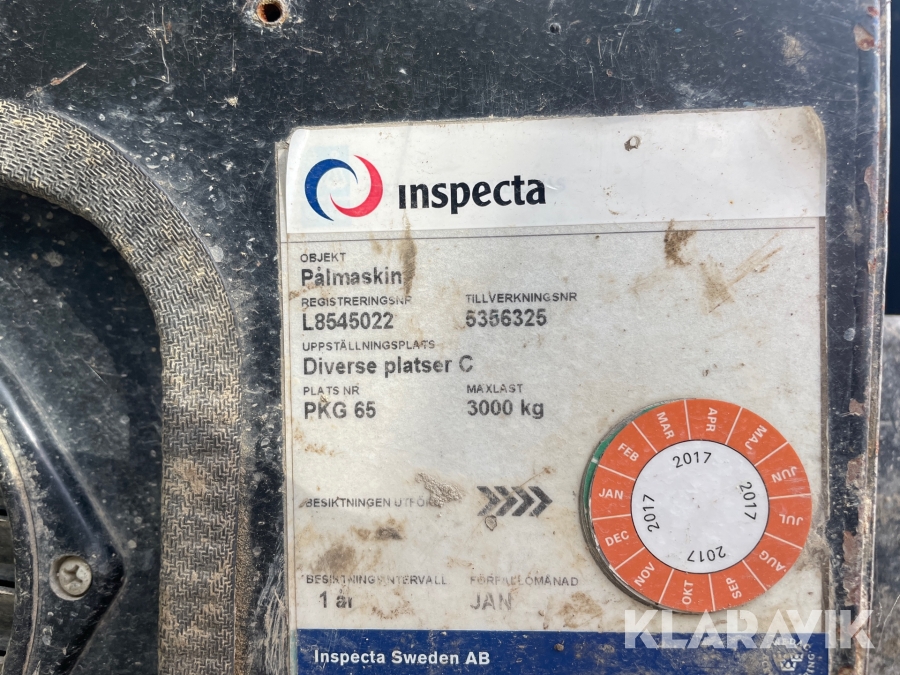 inspecta
OBJEKT
Pålmaskin
REGISTRERINGSNR TILLVERKNINGSNR
L8545022 5356325
UPPSTÄLLNINGSPLATS
Diverse platser C
PLATS NR MAXLAST
PKG 65 3000 kg
BESIKTNINGEN
JAN FEB MAR APR MAJ JUN JUL AUG SEP OKT NOV DEC
2017 2017 2017 2017
BESIKTNINGSINTERVALL FÖRFALLOMÅNAD
1 år JAN
Inspecta Sweden AB
KLARAVIK